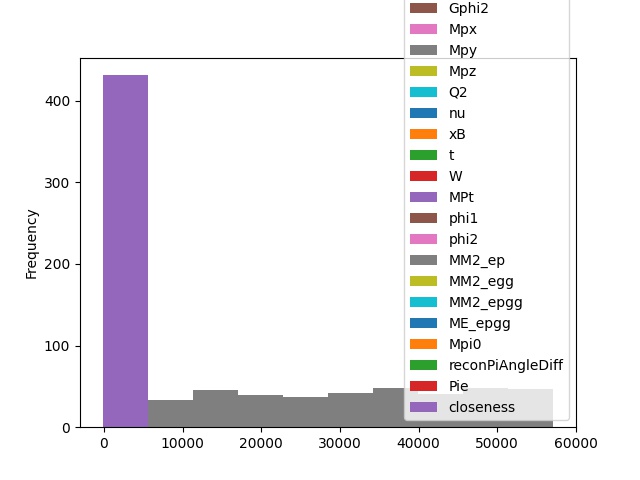 Gphi2
Mpx
Mpy
Mpz
Q2
nu
xB
t
W
MPt
phi1
phi2
MM2_ep
MM2_egg
MM2_epgg
ME_epgg
Mpi0
reconPiAngleDiff
Pie
closeness
Frequency
400
300
200
100
0
0 10000 20000 30000 40000 50000 60000